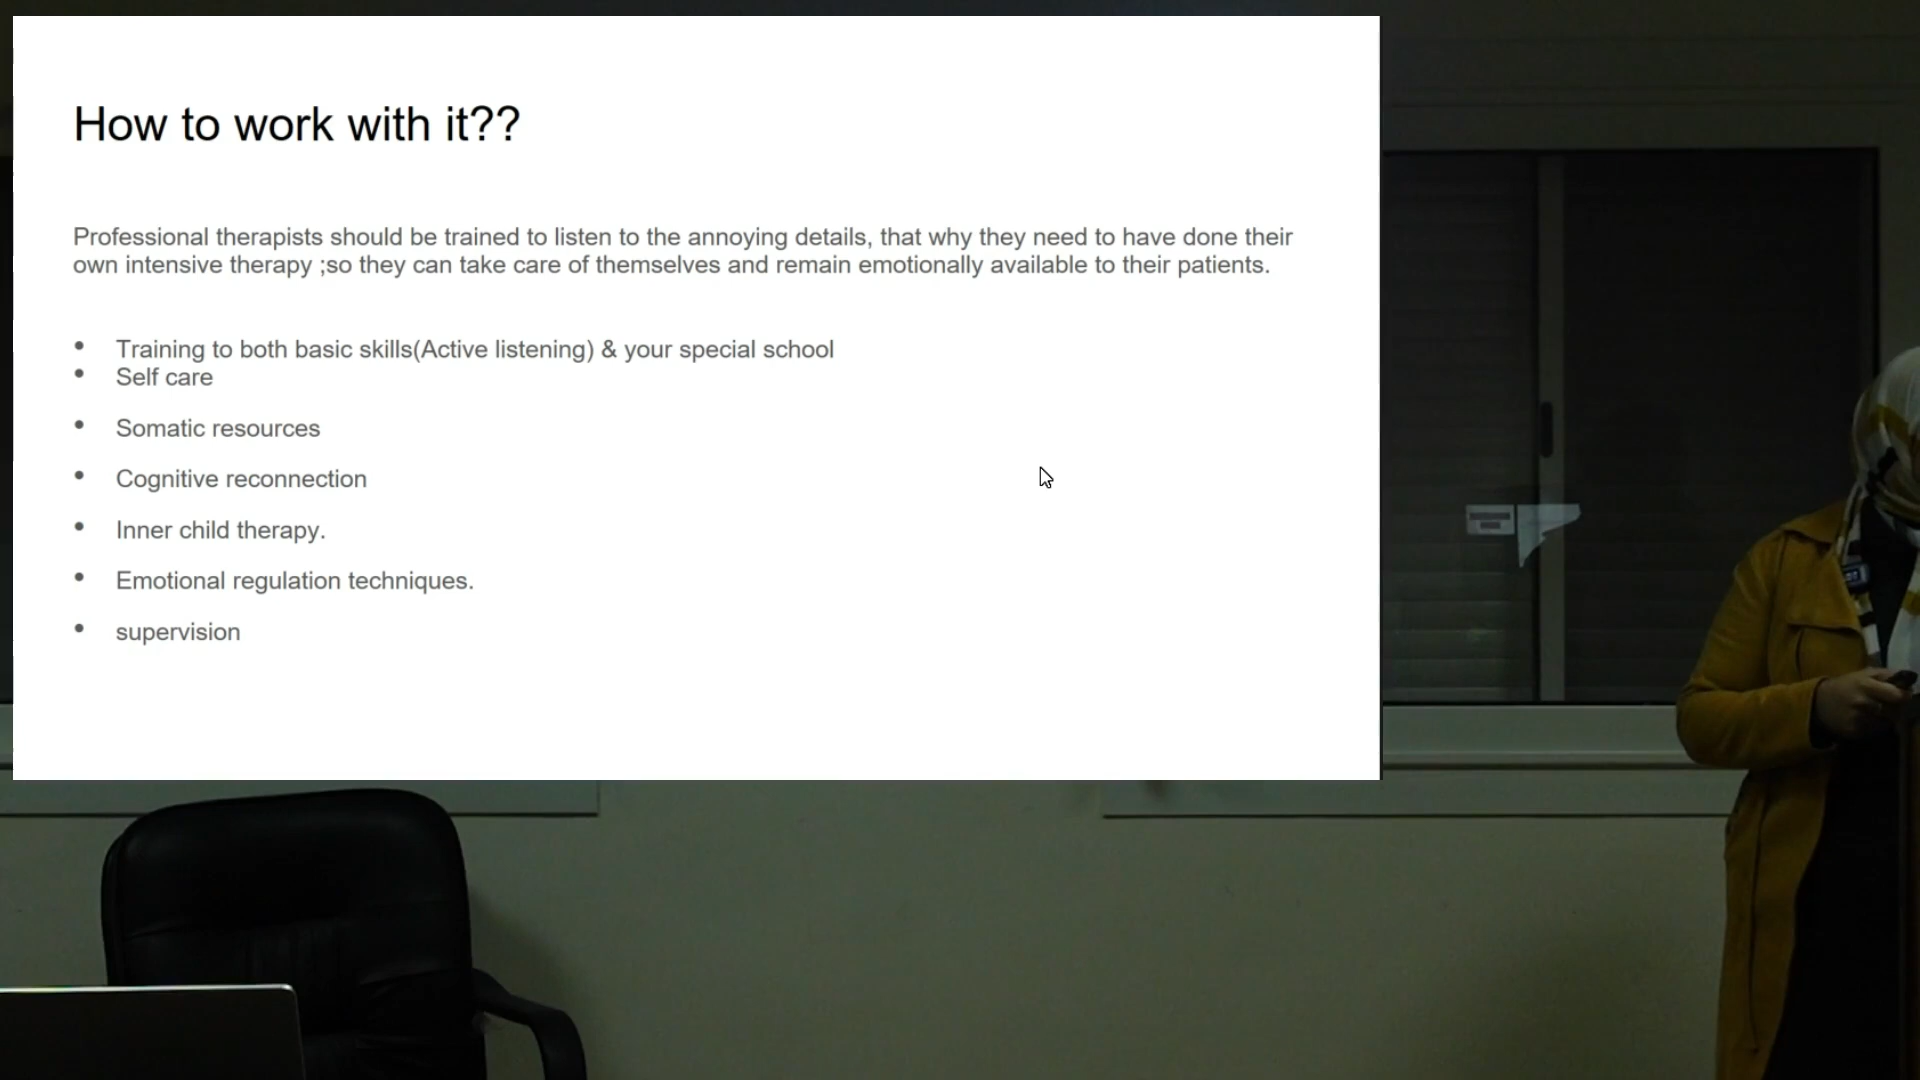 How to work with it??
Professional therapists should be trained to listen to the annoying details, that why they need to have done their
own intensive therapy ;so they can take care of themselves and remain emotionally available to their patients.
• Training to both basic skills(Active listening) & your special school
• Self care
• Somatic resources
• Cognitive reconnection
• Inner child therapy.
• Emotional regulation techniques.
• supervision